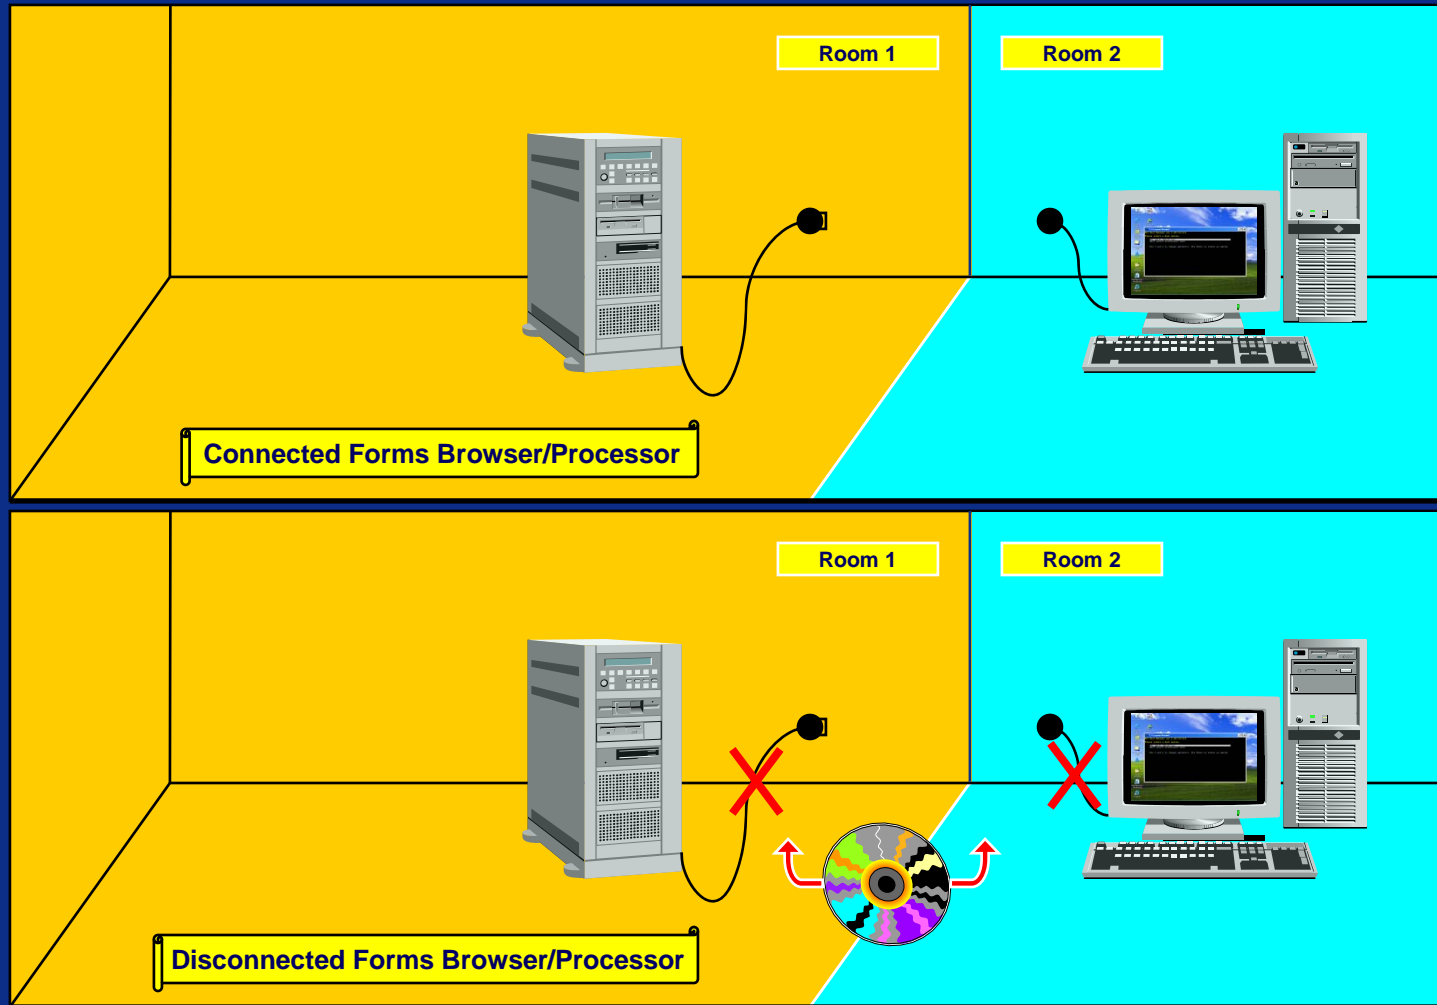 Room 1
Room 2
Connected Forms Browser/Processor
Room 1
Room 2
Disconnected Forms Browser/Processor